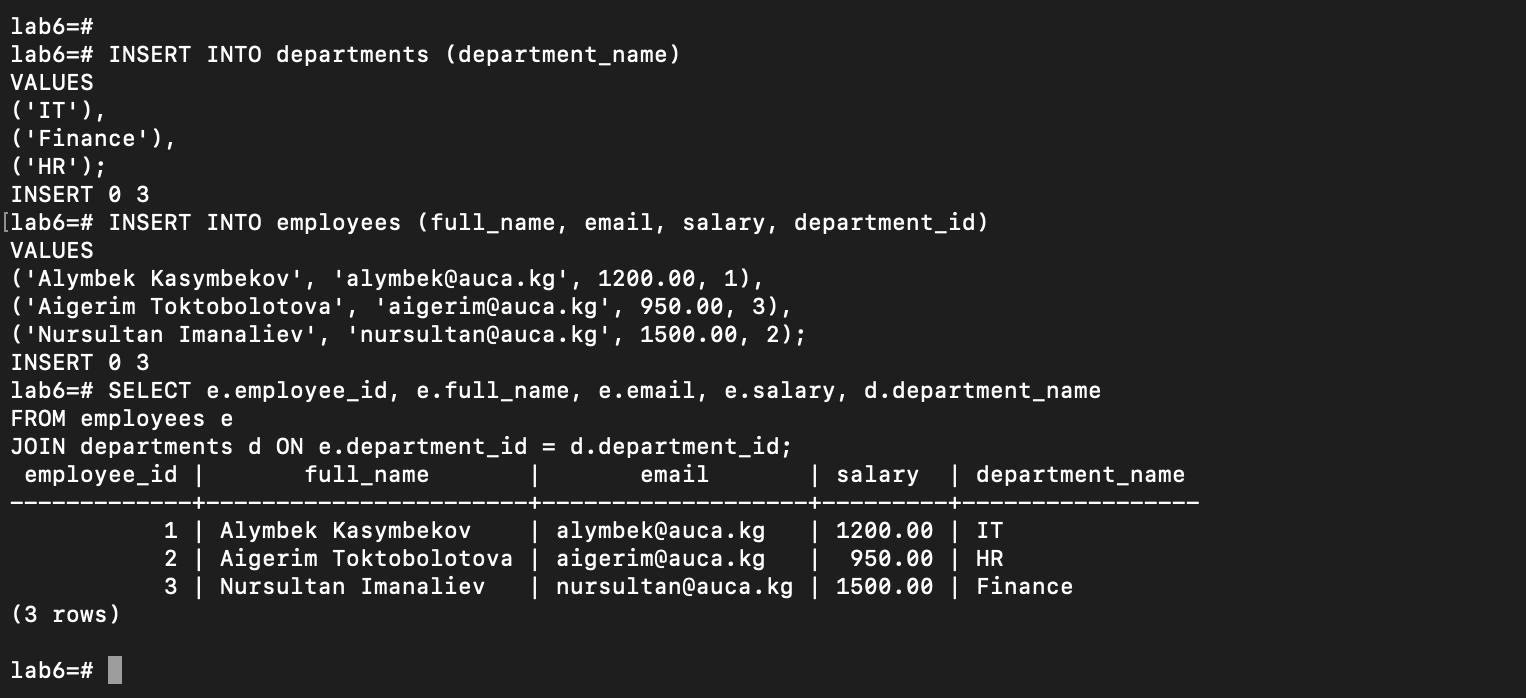 lab6=#
lab6=# INSERT INTO departments (department_name)
VALUES
('IT'),
('Finance'),
('HR');
INSERT 0 3
[lab6=# INSERT INTO employees (full_name, email, salary, department_id)
VALUES
('Alymbek Kasymbekov', 'alymbek@auca.kg', 1200.00, 1),
('Aigerim Toktobolotova', 'aigerim@auca.kg', 950.00, 3),
('Nursultan Imanaliev', 'nursultan@auca.kg', 1500.00, 2);
INSERT 0 3
lab6=# SELECT e.employee_id, e.full_name, e.email, e.salary, d.department_name
FROM employees e
JOIN departments d ON e.department_id = d.department_id;
 employee_id |       full_name       |       email       | salary  | department_name
-------------+-----------------------+-------------------+---------+-----------------
           1 | Alymbek Kasymbekov    | alymbek@auca.kg   | 1200.00 | IT
           2 | Aigerim Toktobolotova | aigerim@auca.kg   |  950.00 | HR
           3 | Nursultan Imanaliev   | nursultan@auca.kg | 1500.00 | Finance
(3 rows)
lab6=#